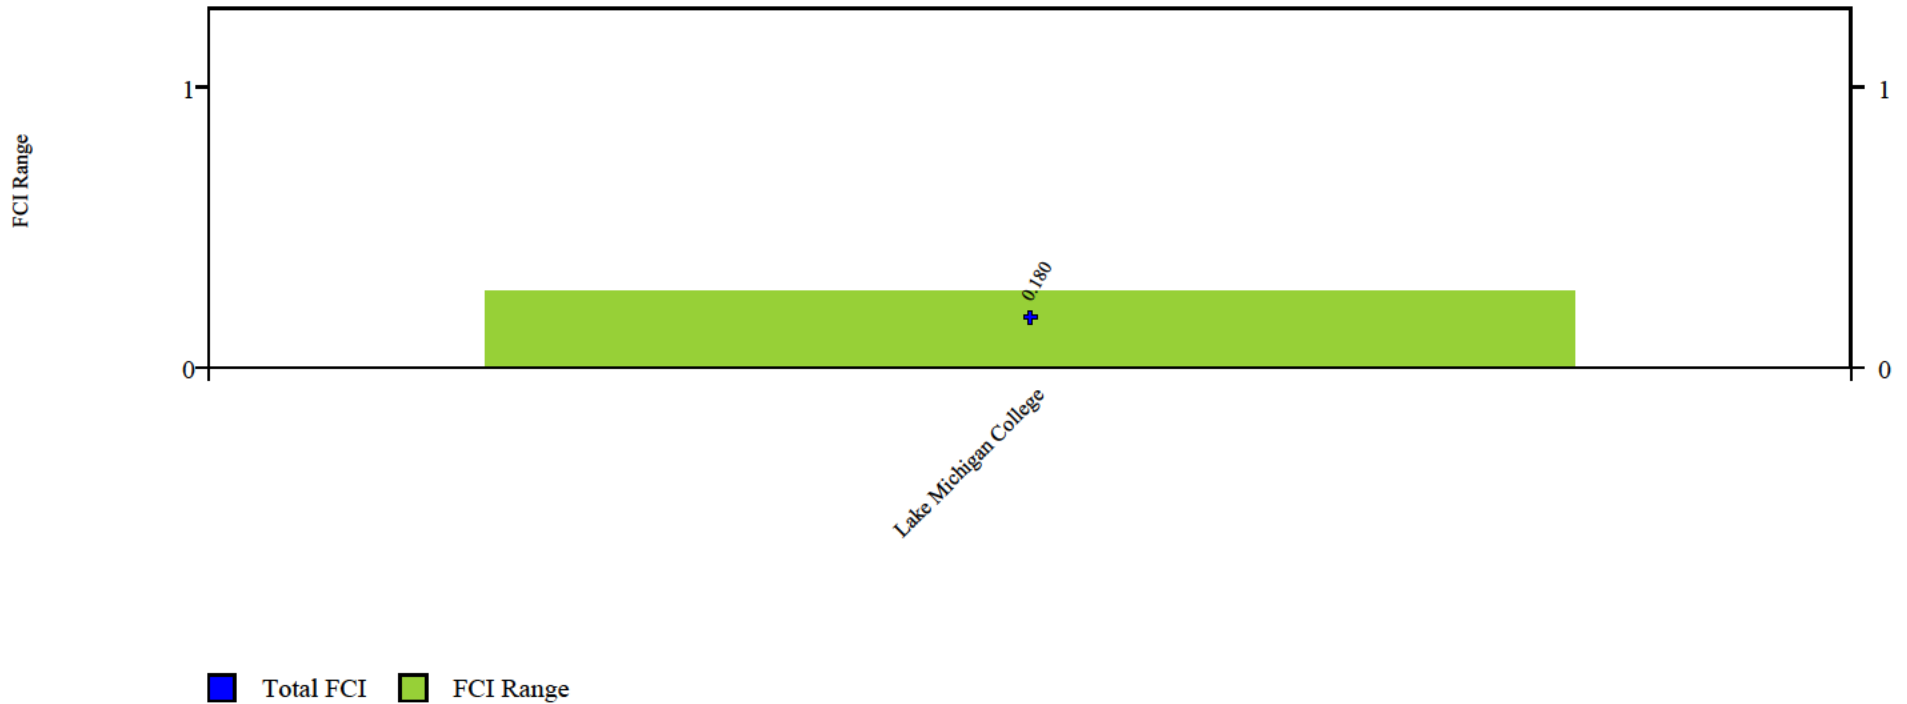 FCI Range
1
1
0.180
0
0
Lake Michigan College
Total FCI
FCI Range